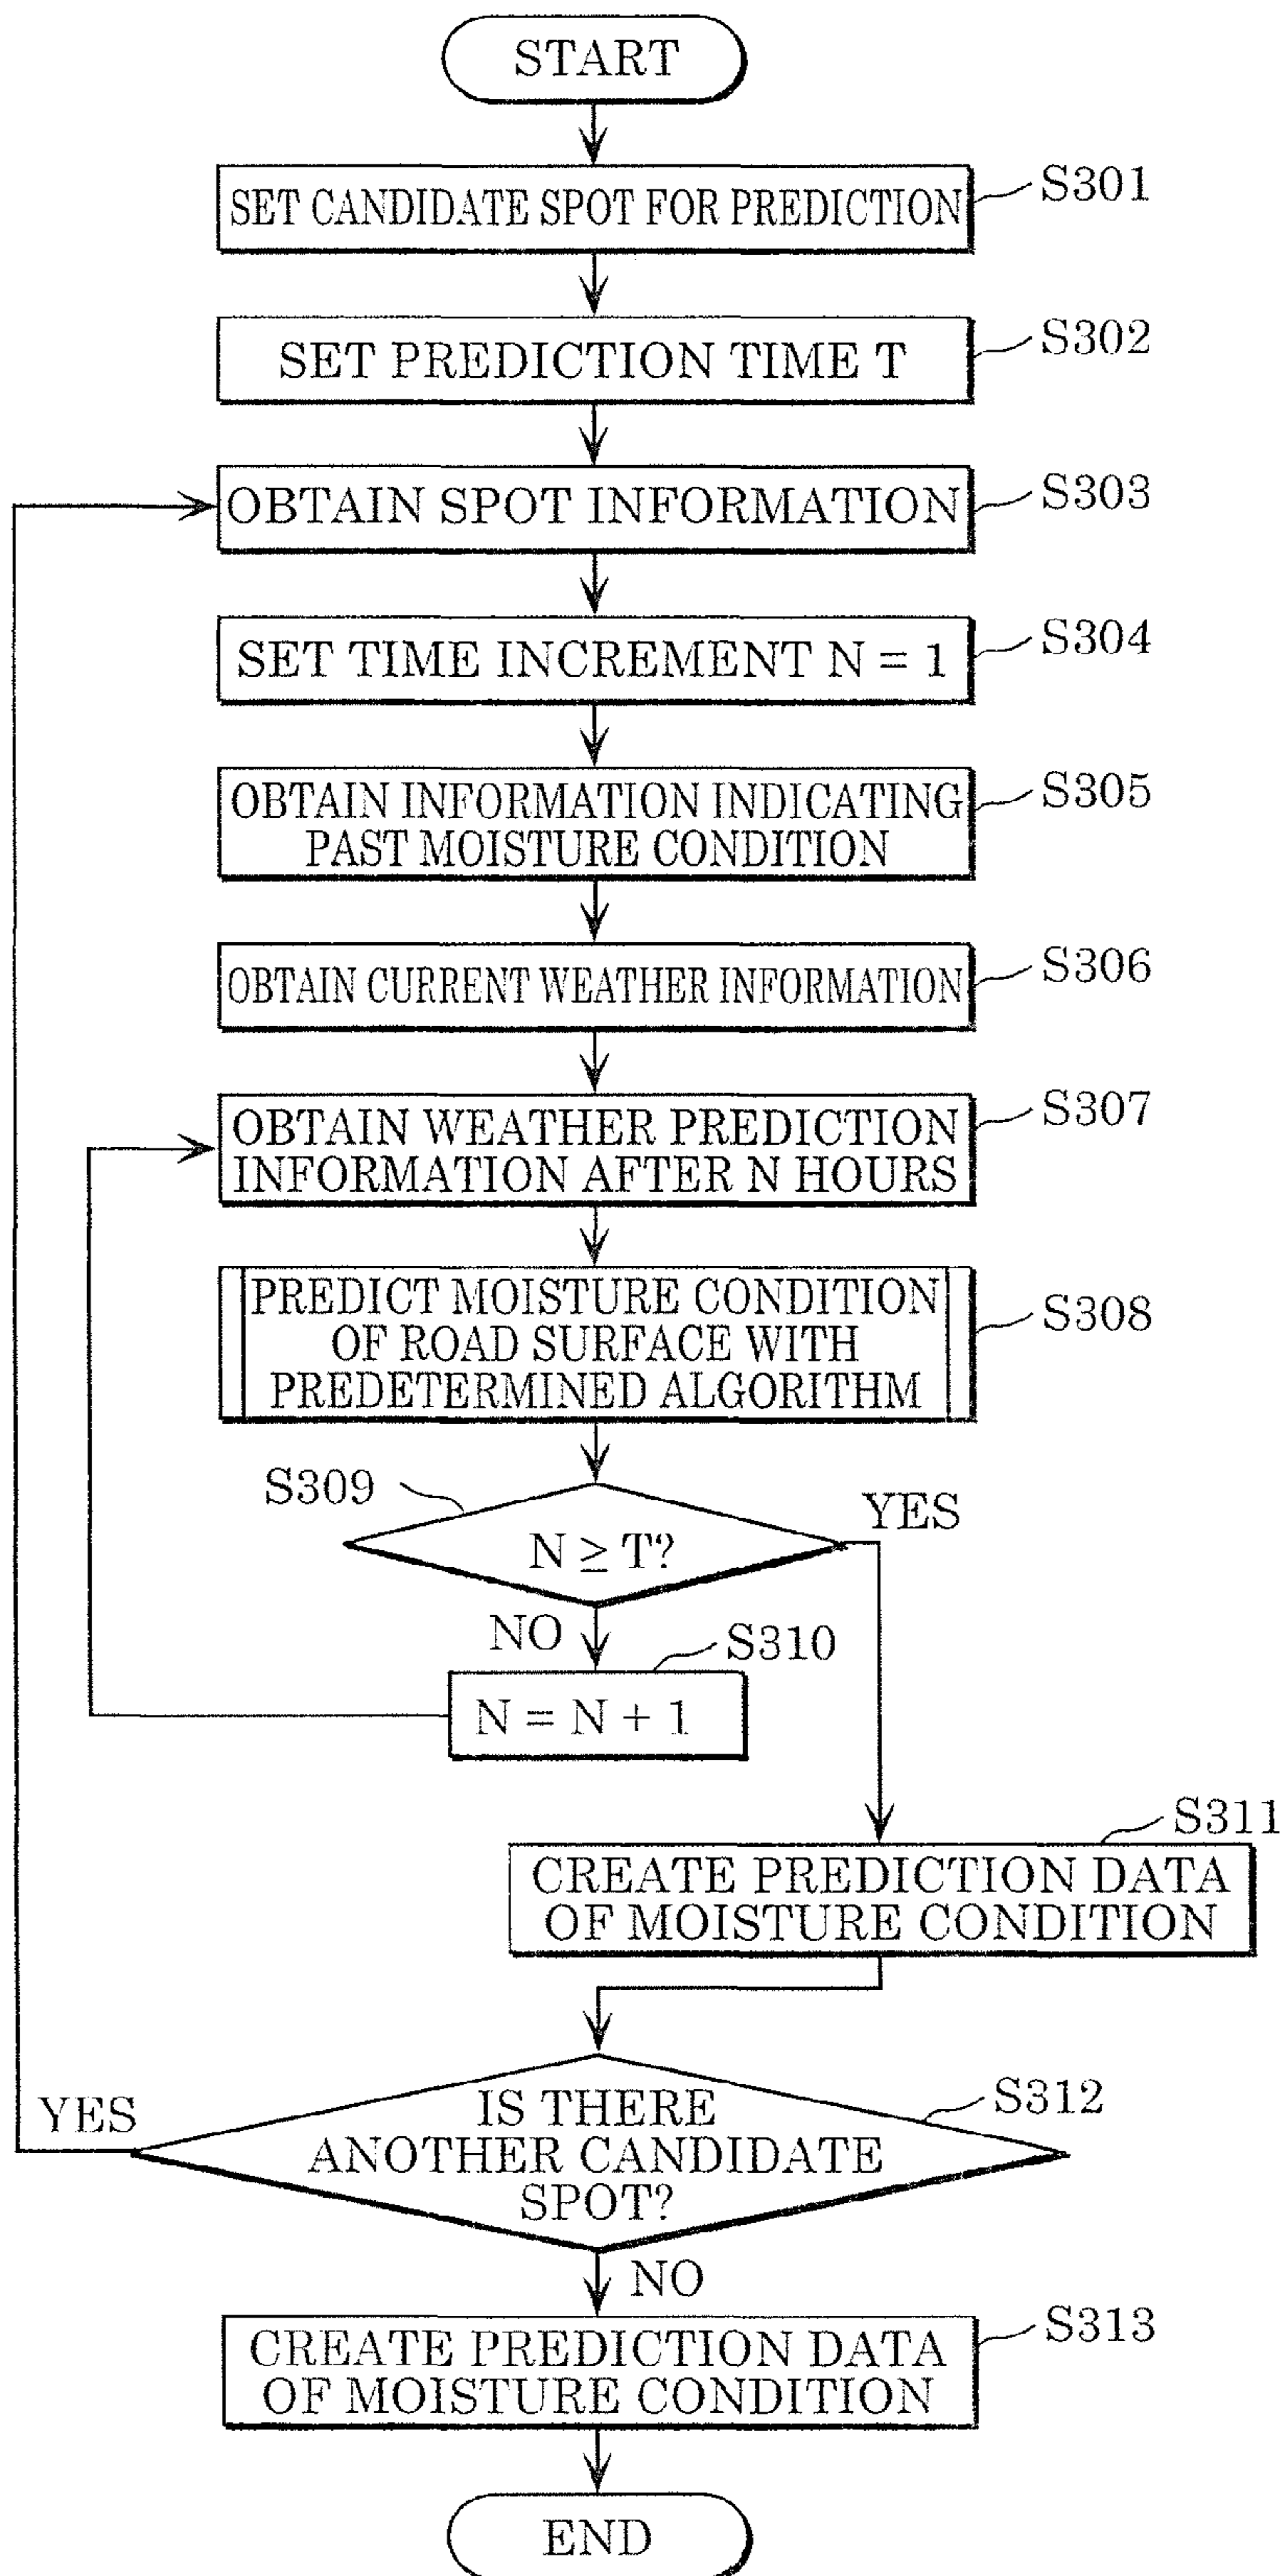 START
SET CANDIDATE SPOT FOR PREDICTION
S301
SET PREDICTION TIME T
S302
OBTAIN SPOT INFORMATION
S303
SET TIME INCREMENT N = 1
S304
OBTAIN INFORMATION INDICATING
PAST MOISTURE CONDITION
S305
OBTAIN CURRENT WEATHER INFORMATION
S306
OBTAIN WEATHER PREDICTION
INFORMATION AFTER N HOURS
S307
PREDICT MOISTURE CONDITION
OF ROAD SURFACE WITH
PREDETERMINED ALGORITHM
S308
S309
N ≥ T?
YES
NO
S310
N = N + 1
S311
CREATE PREDICTION DATA
OF MOISTURE CONDITION
S312
IS THERE
ANOTHER CANDIDATE
SPOT?
YES
NO
CREATE PREDICTION DATA
OF MOISTURE CONDITION
S313
END